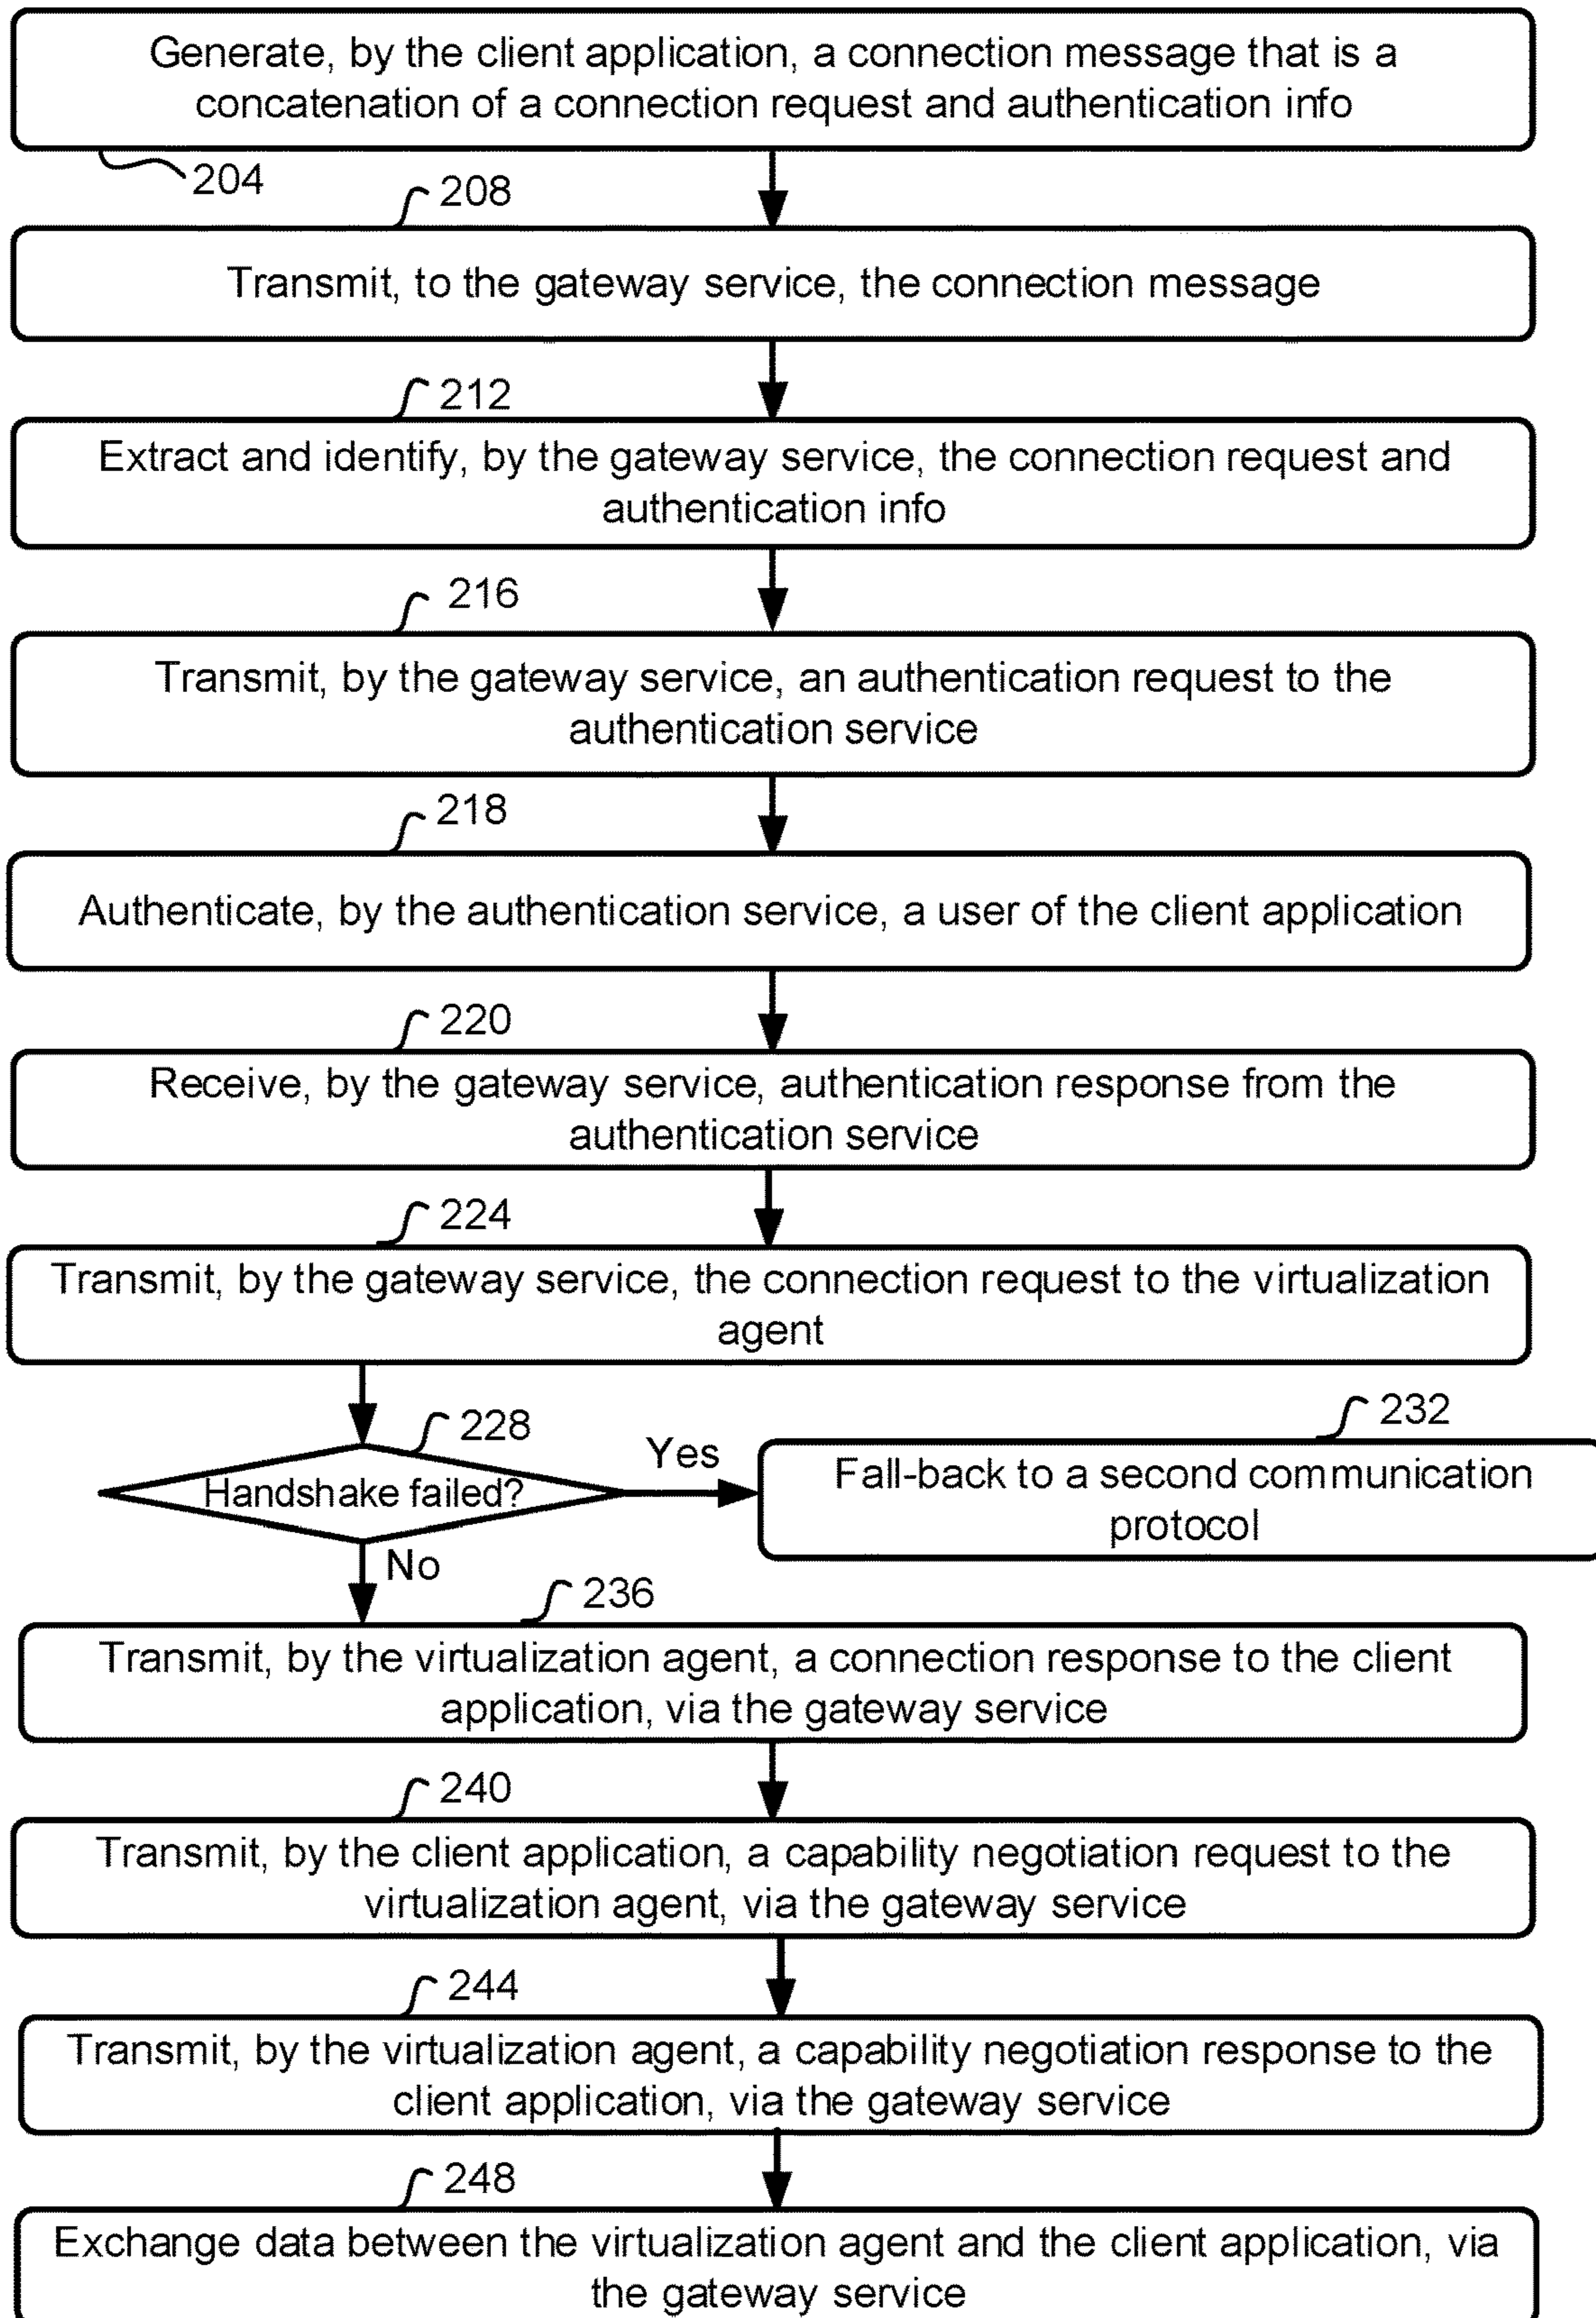 Generate, by the client application, a connection message that is a
concatenation of a connection request and authentication info
204
208
Transmit, to the gateway service, the connection message
212
Extract and identify, by the gateway service, the connection request and
authentication info
216
Transmit, by the gateway service, an authentication request to the
authentication service
218
Authenticate, by the authentication service, a user of the client application
220
Receive, by the gateway service, authentication response from the
authentication service
224
Transmit, by the gateway service, the connection request to the virtualization
agent
228
Handshake failed?
Yes
232
Fall-back to a second communication
protocol
No
236
Transmit, by the virtualization agent, a connection response to the client
application, via the gateway service
240
Transmit, by the client application, a capability negotiation request to the
virtualization agent, via the gateway service
244
Transmit, by the virtualization agent, a capability negotiation response to the
client application, via the gateway service
248
Exchange data between the virtualization agent and the client application, via
the gateway service